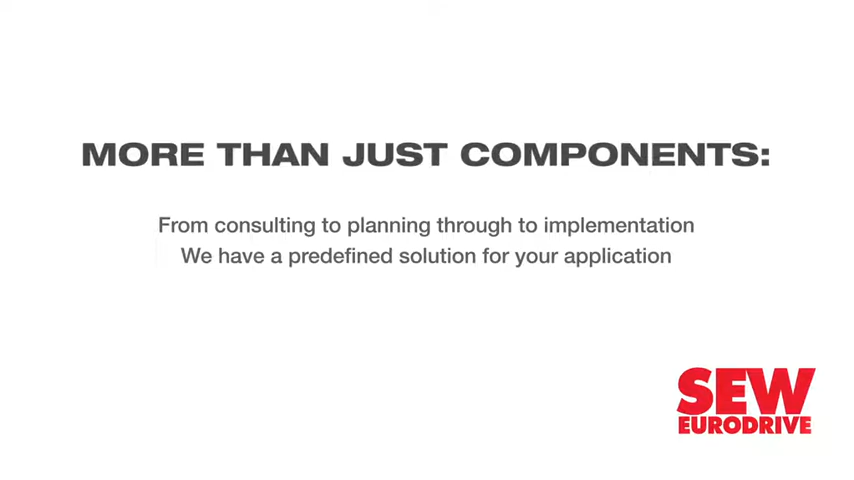 MORE THAN JUST COMPONENTS:
From consulting to planning through to implementation
We have a predefined solution for your application
SEW
EURODRIVE